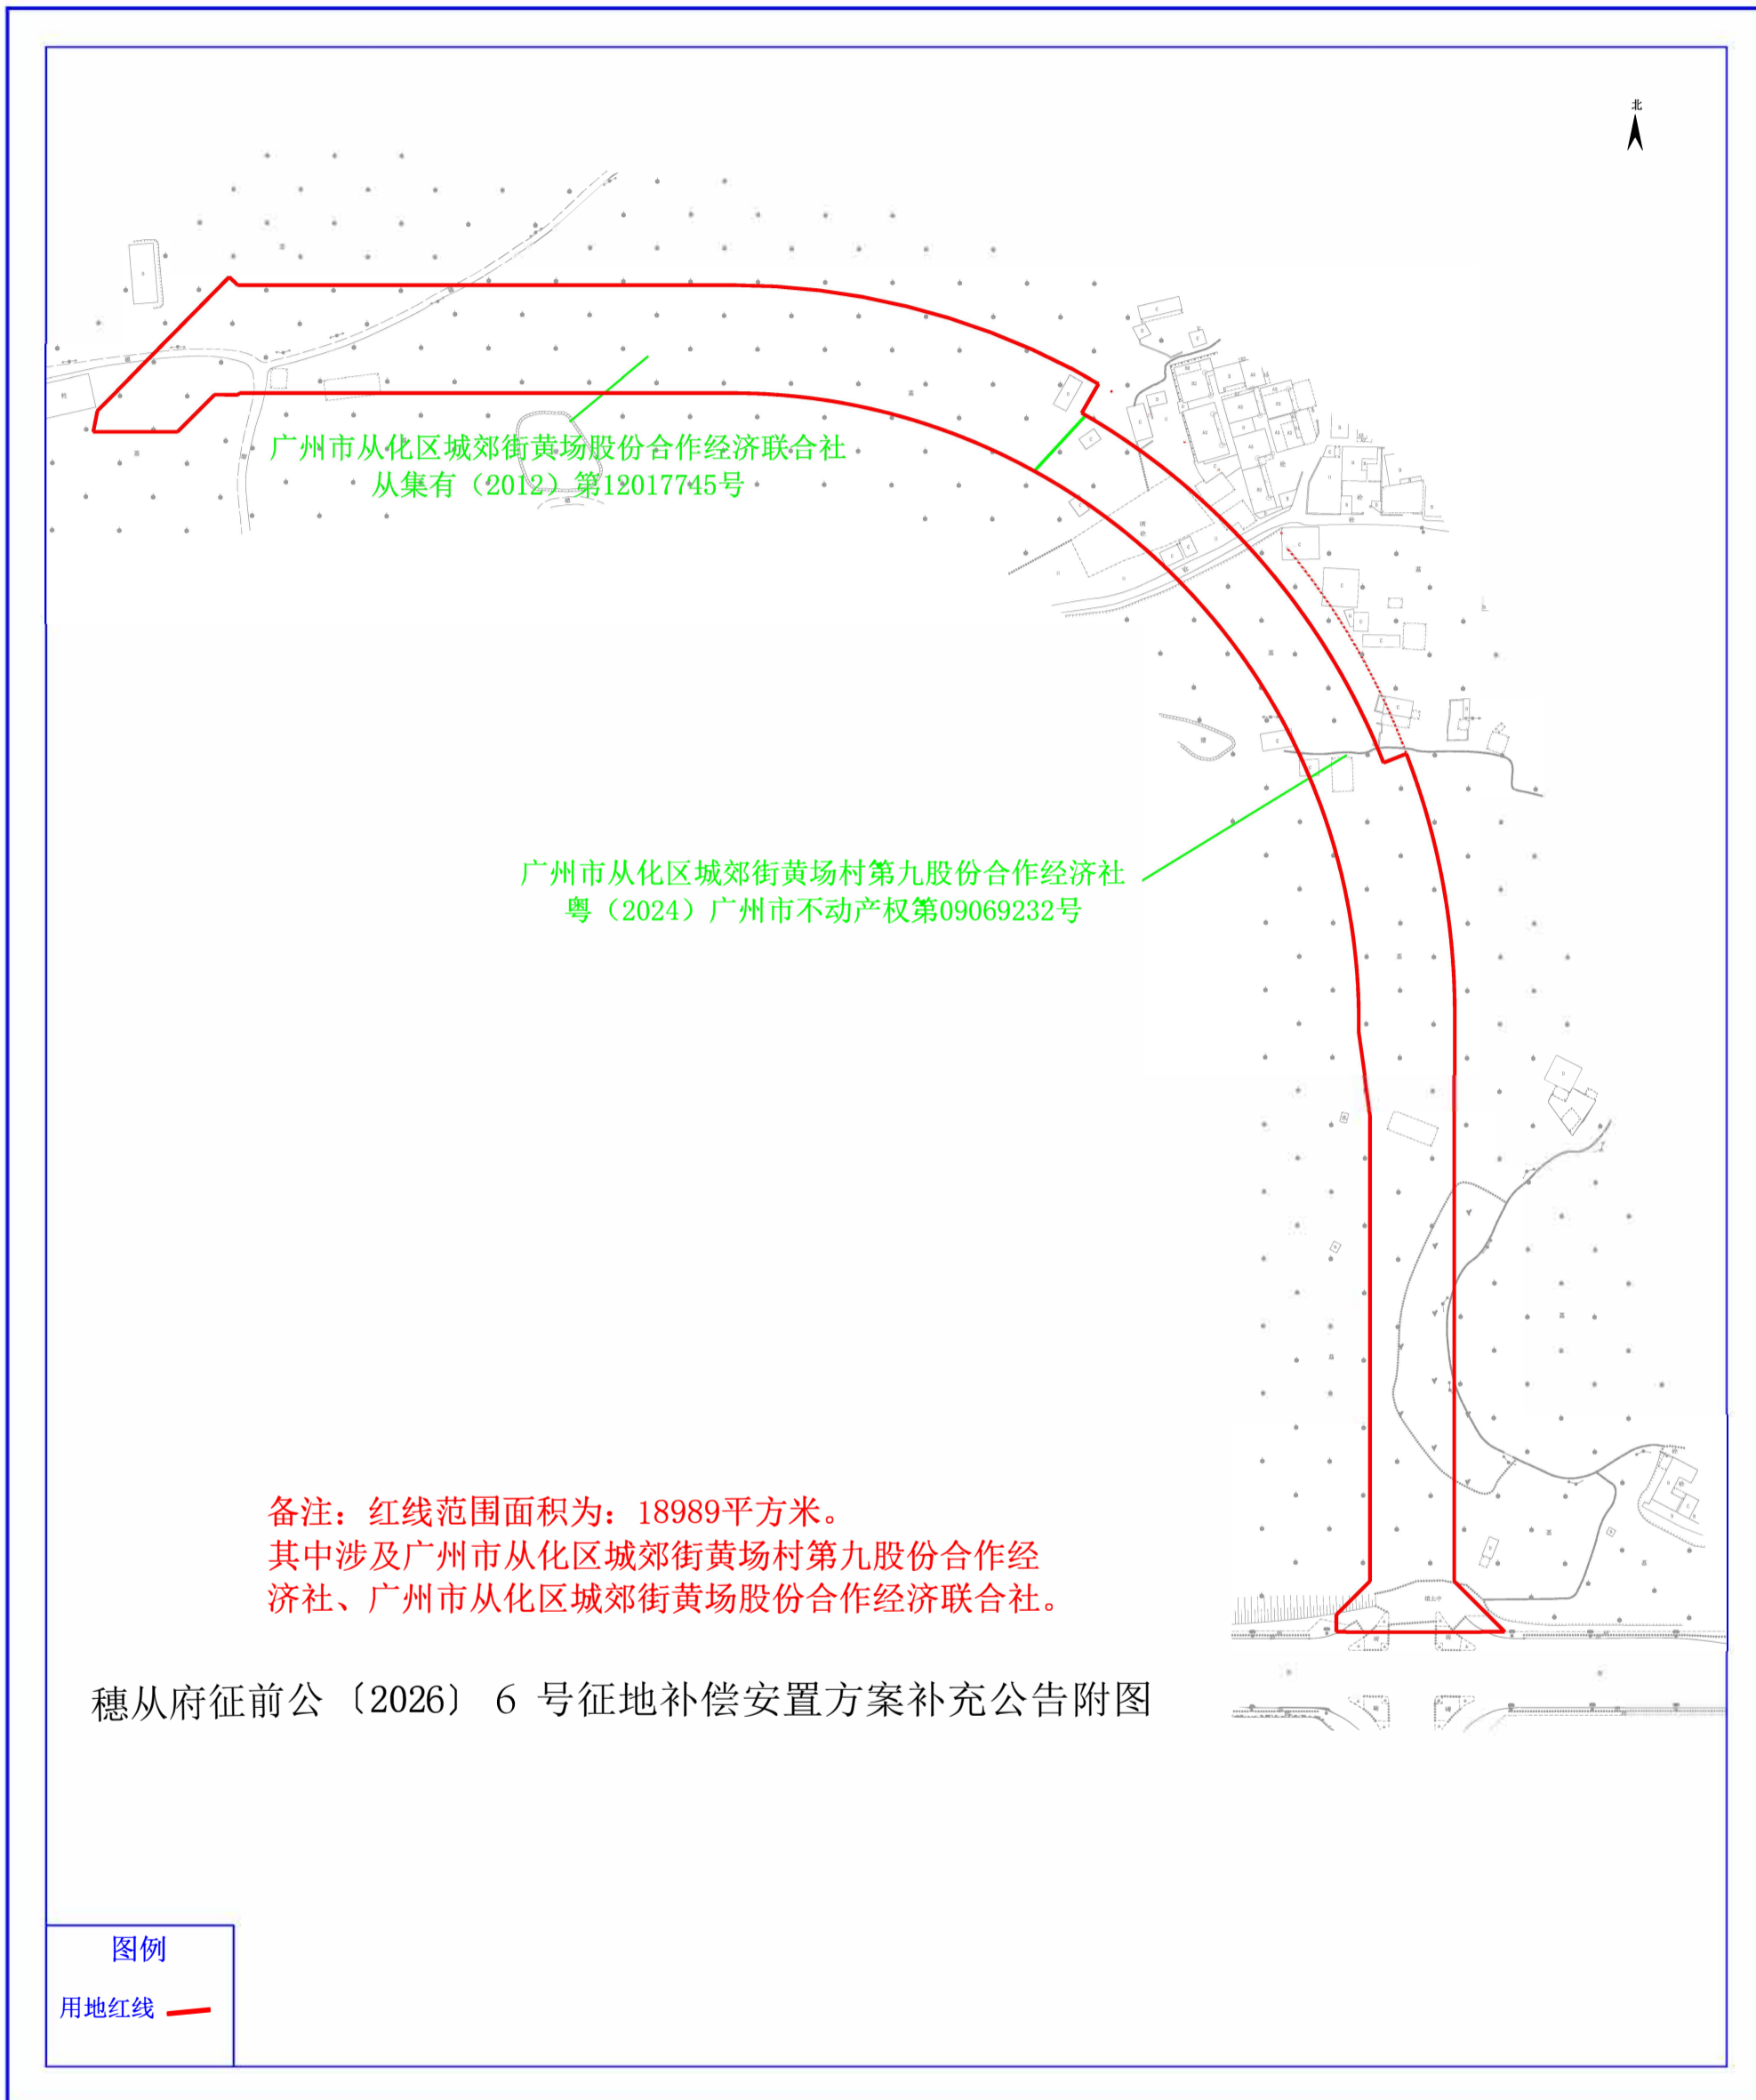 北
广州市从化区城郊街黄场股份合作经济联合社
从集有（2012）第12017745号
广州市从化区城郊街黄场村第九股份合作经济社
粤（2024）广州市不动产权第09069232号
备注：红线范围面积为：18989平方米。
其中涉及广州市从化区城郊街黄场村第九股份合作经
济社、广州市从化区城郊街黄场股份合作经济联合社。
穗从府征前公〔2026〕6 号征地补偿安置方案补充公告附图
图例
用地红线